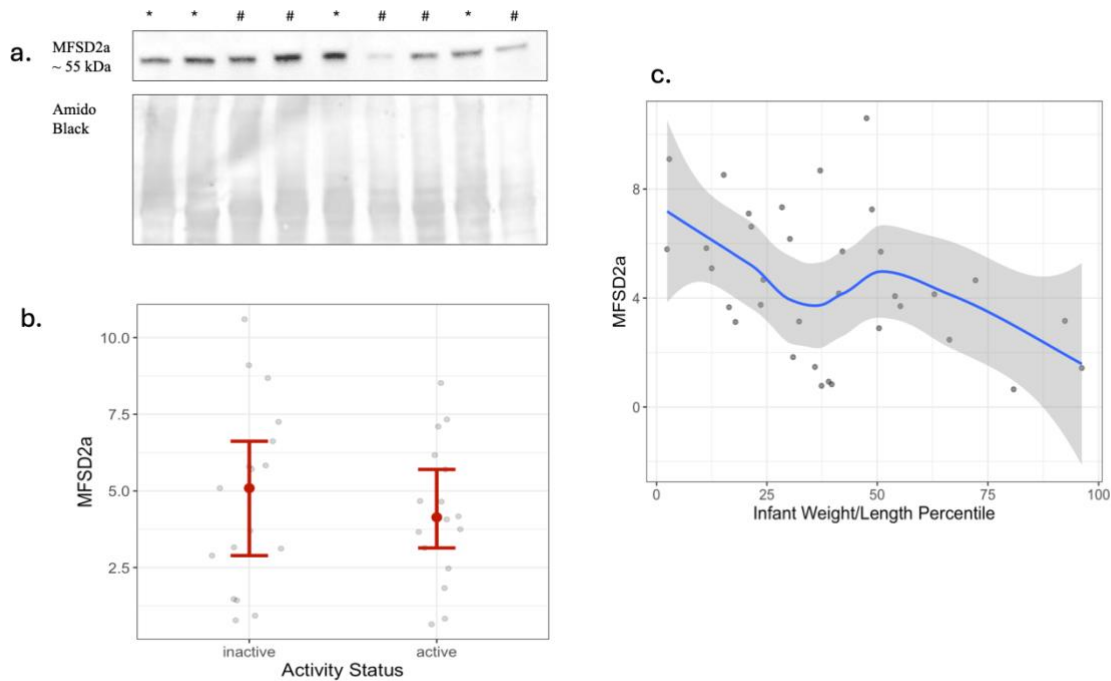 * * # # * # # * #
a.
MFSD2a
~ 55 kDa
Amido
Black
b.
MFSD2a
10.0
7.5
5.0
2.5
inactive active
Activity Status
c.
MFSD2a
8
4
0
0 25 50 75 100
Infant Weight/Length Percentile